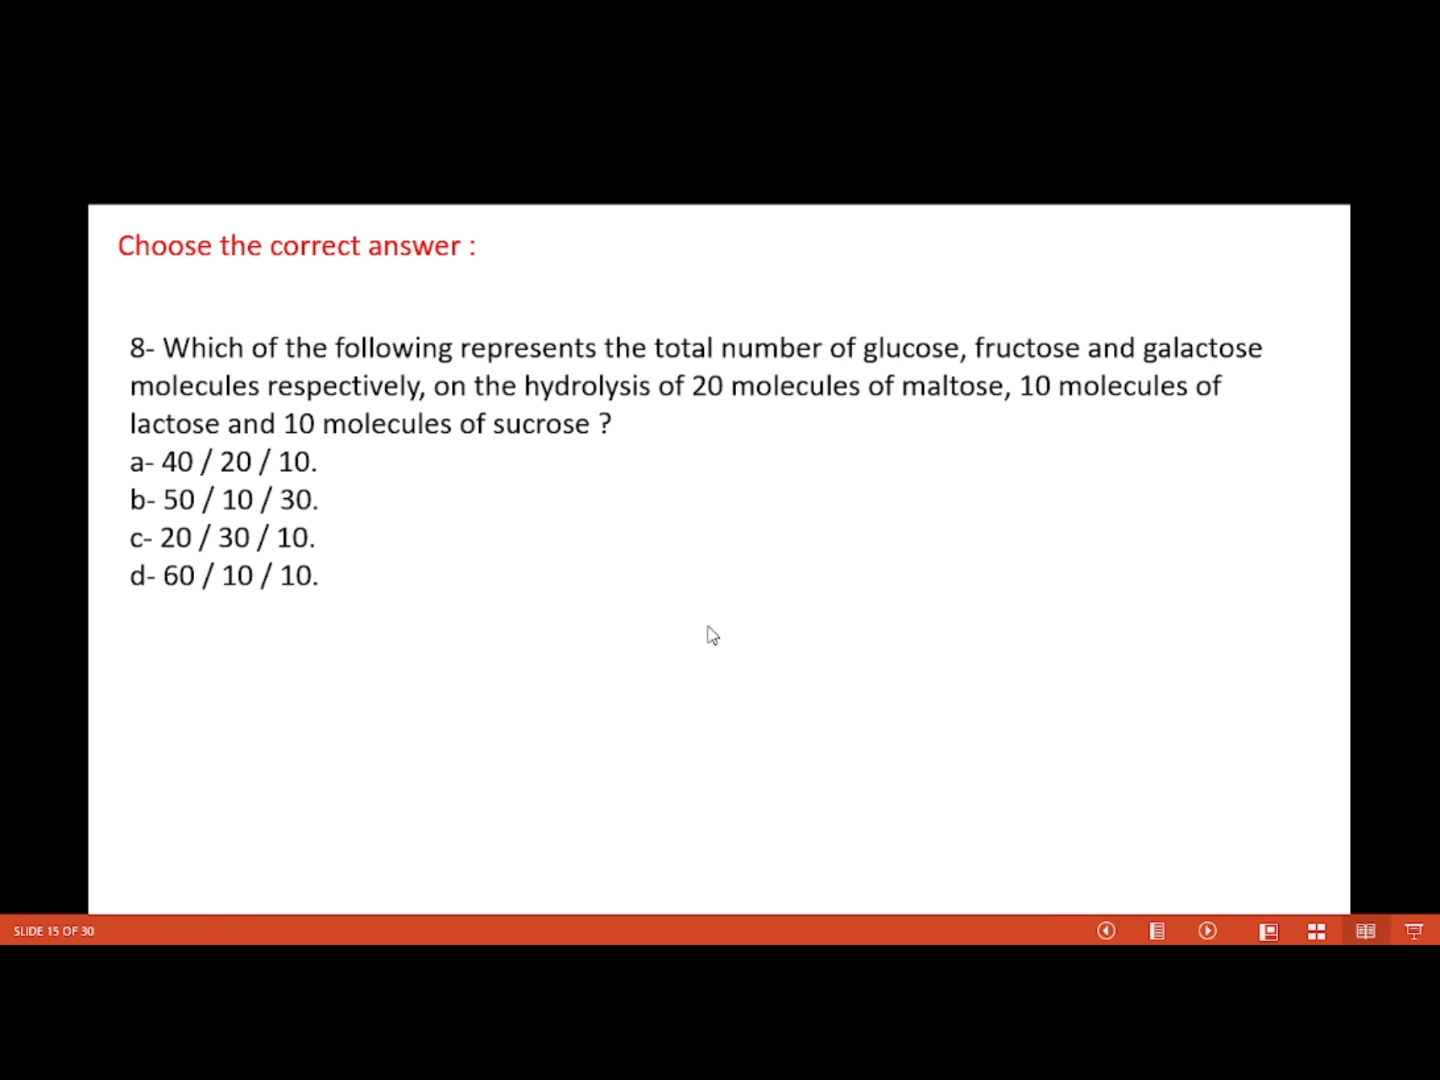 Choose the correct answer :
8- Which of the following represents the total number of glucose, fructose and galactose
molecules respectively, on the hydrolysis of 20 molecules of maltose, 10 molecules of
lactose and 10 molecules of sucrose ?
a- 40 / 20 / 10.
b- 50 / 10 / 30.
c- 20 / 30 / 10.
d- 60 / 10 / 10.
SLIDE 15 OF 30